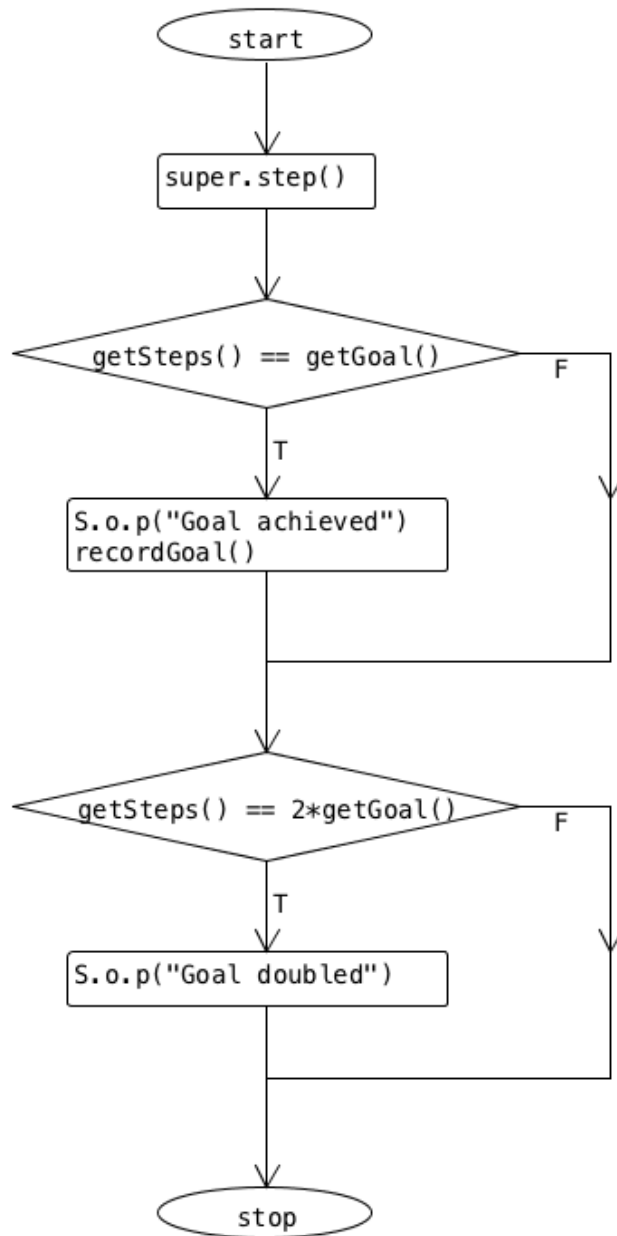 start
super.step()
getSteps() == getGoal()
F
T
S.o.p("Goal achieved")
recordGoal()
getSteps() == 2*getGoal()
F
T
S.o.p("Goal doubled")
stop